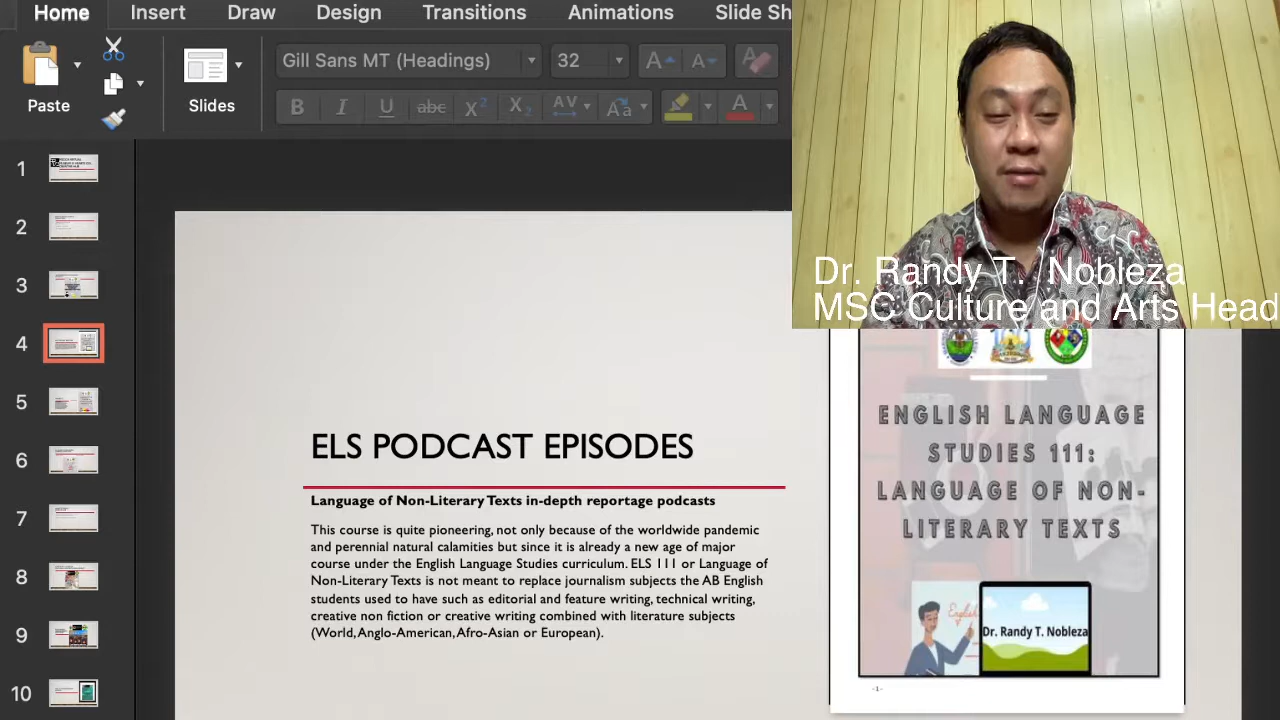 Home Insert Draw Design Transitions Animations Slide Sh
Gill Sans MT (Headings) 32
Paste Slides
B I U abc X² X₂ AV Aa A
1
2
3
4
5
6
7
8
9
10
Dr. Randy T. Nobleza
MSC Culture and Arts Head
ELS PODCAST EPISODES
Language of Non-Literary Texts in-depth reportage podcasts
This course is quite pioneering, not only because of the worldwide pandemic
and perennial natural calamities but since it is already a new age of major
course under the English Language Studies curriculum. ELS 111 or Language of
Non-Literary Texts is not meant to replace journalism subjects the AB English
students used to have such as editorial and feature writing, technical writing,
creative non fiction or creative writing combined with literature subjects
(World, Anglo-American, Afro-Asian or European).
ENGLISH LANGUAGE
STUDIES 111:
LANGUAGE OF NON-
LITERARY TEXTS
English
Dr. Randy T. Nobleza
-1-